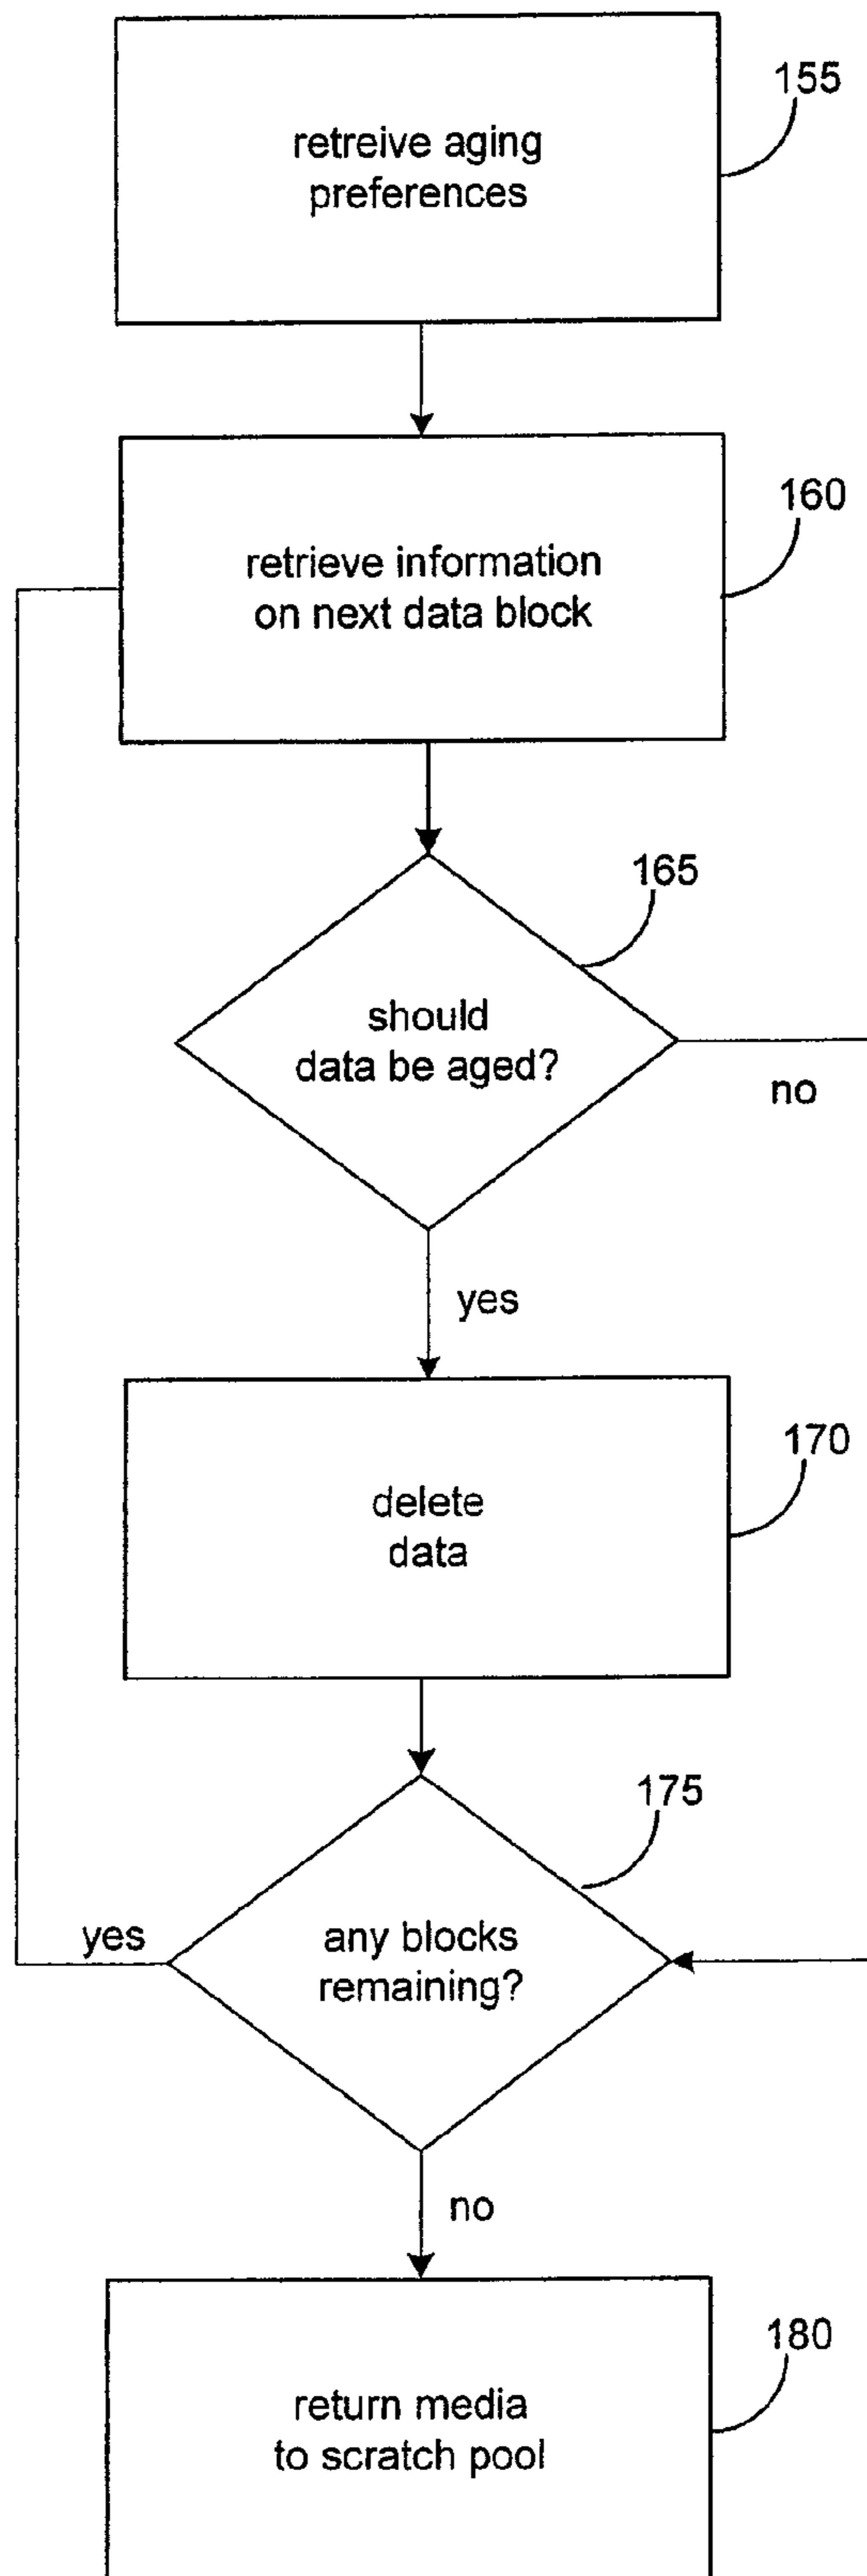 155
retreive aging
preferences
160
retrieve information
on next data block
165
should
data be aged?
no
yes
170
delete
data
175
yes
any blocks
remaining?
no
180
return media
to scratch pool